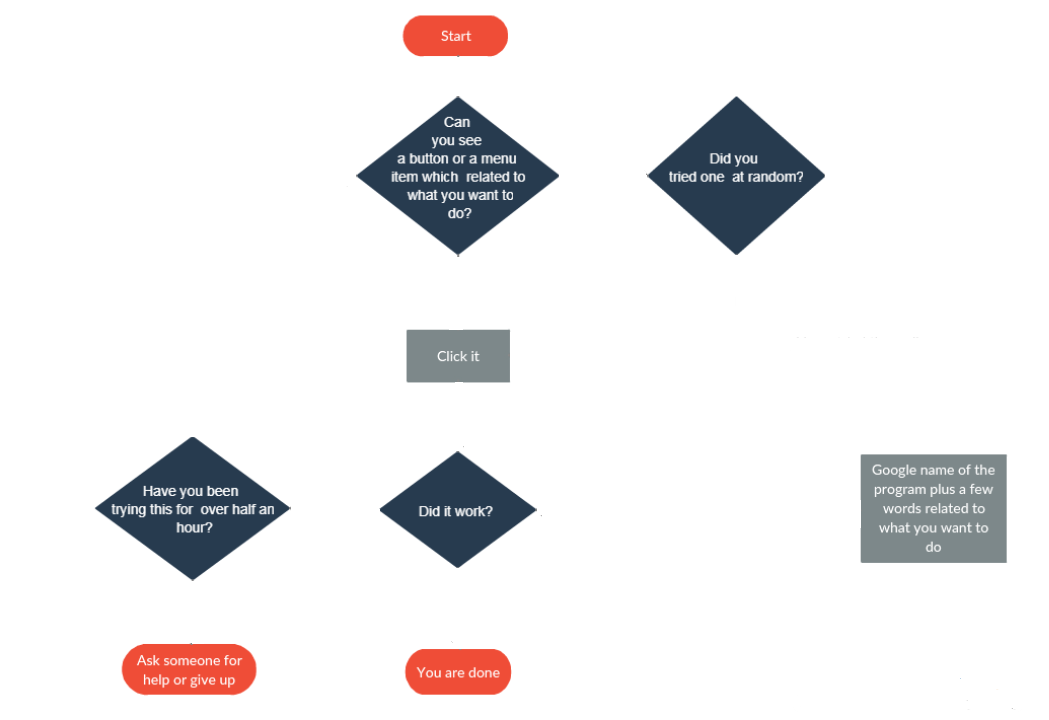 Start
Can
you see
a button or a menu
item which related to
what you want to
do?
Did you
tried one at random?
Click it
Have you been
trying this for over half an
hour?
Did it work?
Google name of the
program plus a few
words related to
what you want to
do
Ask someone for
help or give up
You are done